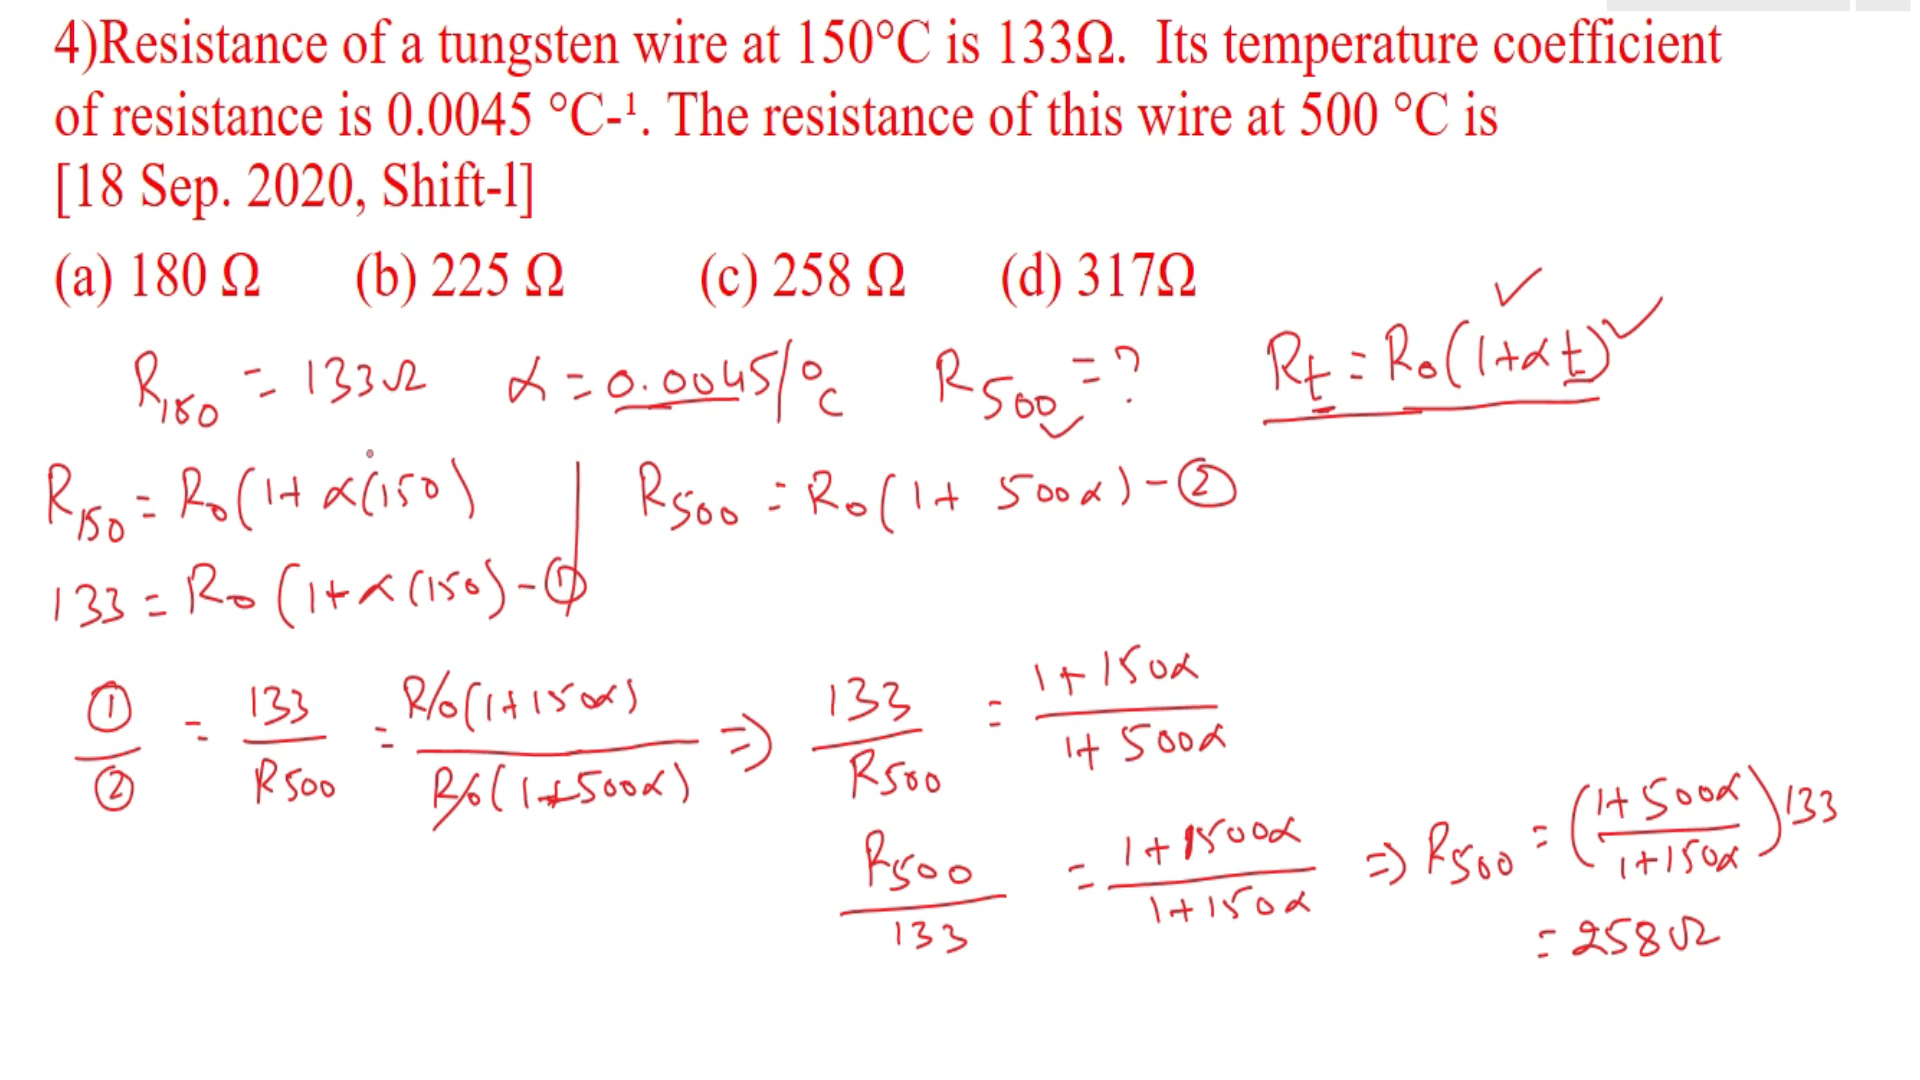 4)Resistance of a tungsten wire at 150°C is 133Ω. Its temperature coefficient
of resistance is 0.0045 °C-¹. The resistance of this wire at 500 °C is
[18 Sep. 2020, Shift-l]
(a) 180 Ω (b) 225 Ω (c) 258 Ω (d) 317Ω
R₁₅₀ = 133Ω α = 0.0045/°C R₅₀₀ = ? Rt = R₀(1+αt)
R₁₅₀ = R₀(1+ α(150) R₅₀₀ = R₀(1+ 500α) - ②
133 = R₀ (1+α(150) - ①
①/② = 133/R₅₀₀ = R₀(1+150α)/R₀(1+500α) ⇒ 133/R₅₀₀ = 1+150α/1+500α
R₅₀₀/133 = 1+500α/1+150α ⇒ R₅₀₀ = (1+500α/1+150α)133
= 258Ω